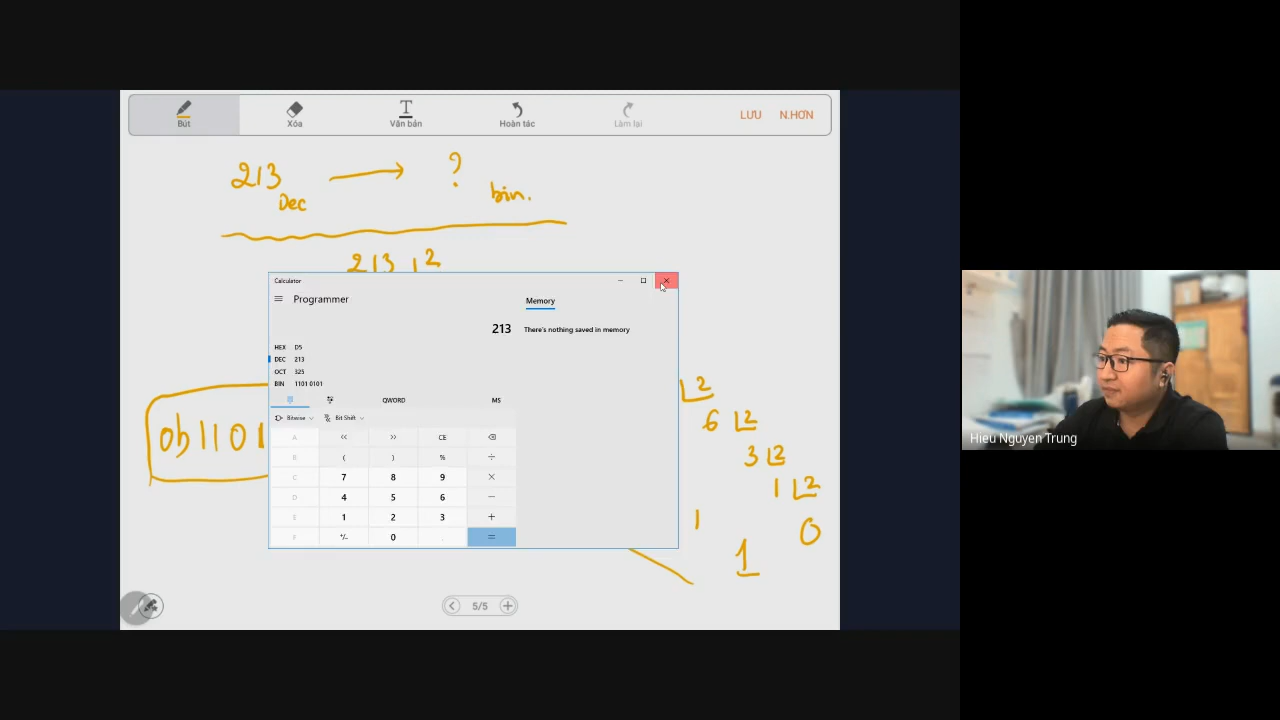 Bút Xóa Văn bản Hoàn tác Làm lại LƯU N.HƠN
213 Dec → ? bin.
213 2
Calculator
Programmer
Memory
213
There's nothing saved in memory
HEX D5
DEC 213
OCT 325
BIN 1101 0101
QWORD MS
Bitwise Bit Shift
A << >> CE
B ( ) % ÷
C 7 8 9 ×
D 4 5 6 −
E 1 2 3 +
F +/- 0 . =
0b1101
2
6 2
3 2
1 2
1
0
1
5/5
Hieu Nguyen Trung